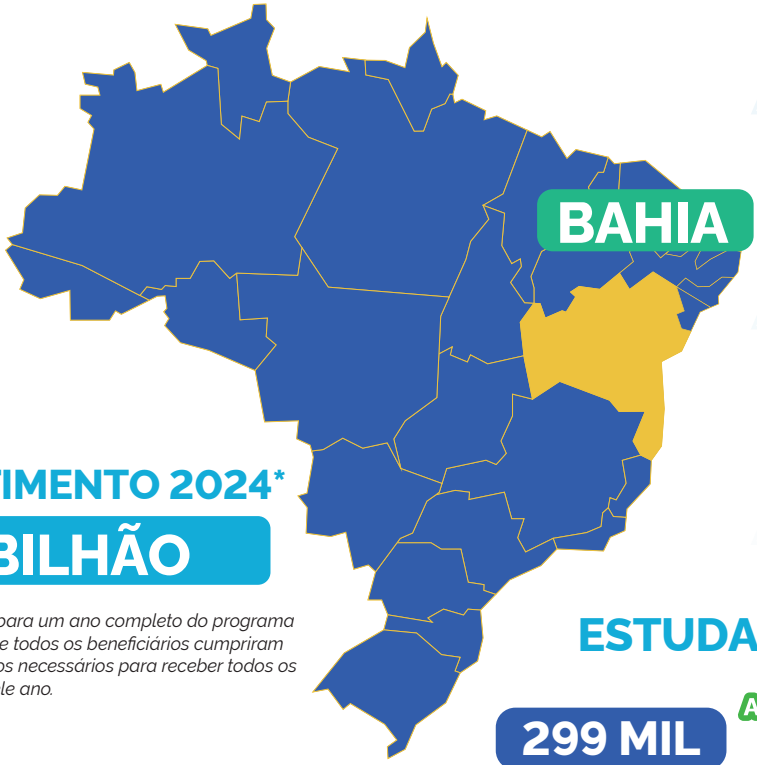 BAHIA
TIMENTO 2024*
BILHÃO
para um ano completo do programa
e todos os beneficiários cumpriram
os necessários para receber todos os
le ano.
ESTUDA
A
299 MIL